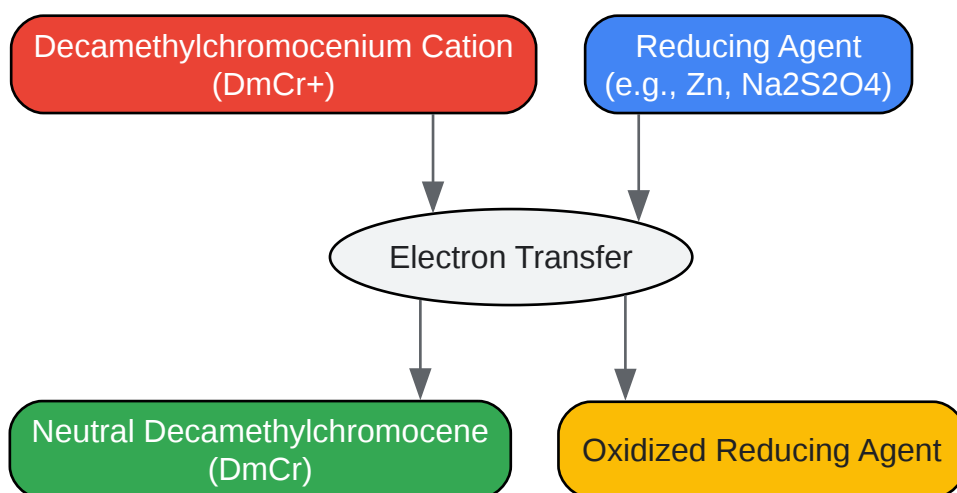 Decamethylchromocenium Cation
(DmCr+)
Reducing Agent
(e.g., Zn, Na2S2O4)
Electron Transfer
Neutral Decamethylchromocene
(DmCr)
Oxidized Reducing Agent